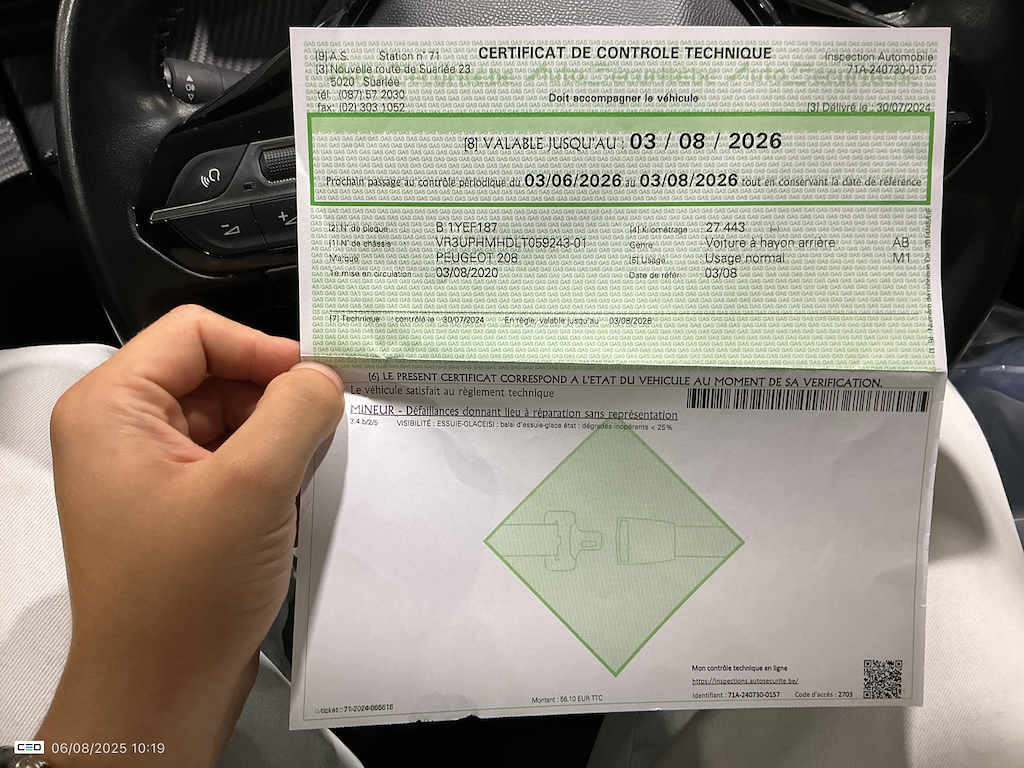 CERTIFICAT DE CONTROLE TECHNIQUE
[9] A.S. Station n° 71
[3] Nouvelle route de Suarlée 23
5020 Suarlée
tél: (087) 57 2030
fax: (02) 303 1052
Inspection Automobile
71A-240730-0157
Doit accompagner le véhicule
[3] Délivré le : 30/07/2024
[8] VALABLE JUSQU'AU : 03 / 08 / 2026
Prochain passage au contrôle périodique du 03/06/2026 au 03/08/2026 tout en conservant la date de référence
[2] N° de plaque B 1YEF187 [4] Kilométrage 27 443
[1] N° de châssis VR3UPHMHDLT059243-01 Genre Voiture à hayon arrière AB
Marque PEUGEOT 208 [5] Usage Usage normal M1
1e mise en circulation 03/08/2020 Date de référ 03/08
[7] Technique contrôlé le 30/07/2024 En règle, valable jusqu'au 03/08/2026
[6] LE PRESENT CERTIFICAT CORRESPOND A L'ETAT DU VEHICULE AU MOMENT DE SA VERIFICATION.
Le véhicule satisfait au règlement technique
MINEUR - Défaillances donnant lieu à réparation sans représentation
3.4.b/2/5 VISIBILITÉ : ESSUIE-GLACE(S) : balai d'essuie-glace état : dégradés inopérants < 25%
Mon contrôle technique en ligne
https://inspections.autosecurite.be/
Identifiant : 71A-240730-0157 Code d'accès : 2703
Montant : 56,10 EUR TTC
e-ticket : 71-2024-066618
CEO 06/08/2025 10:19